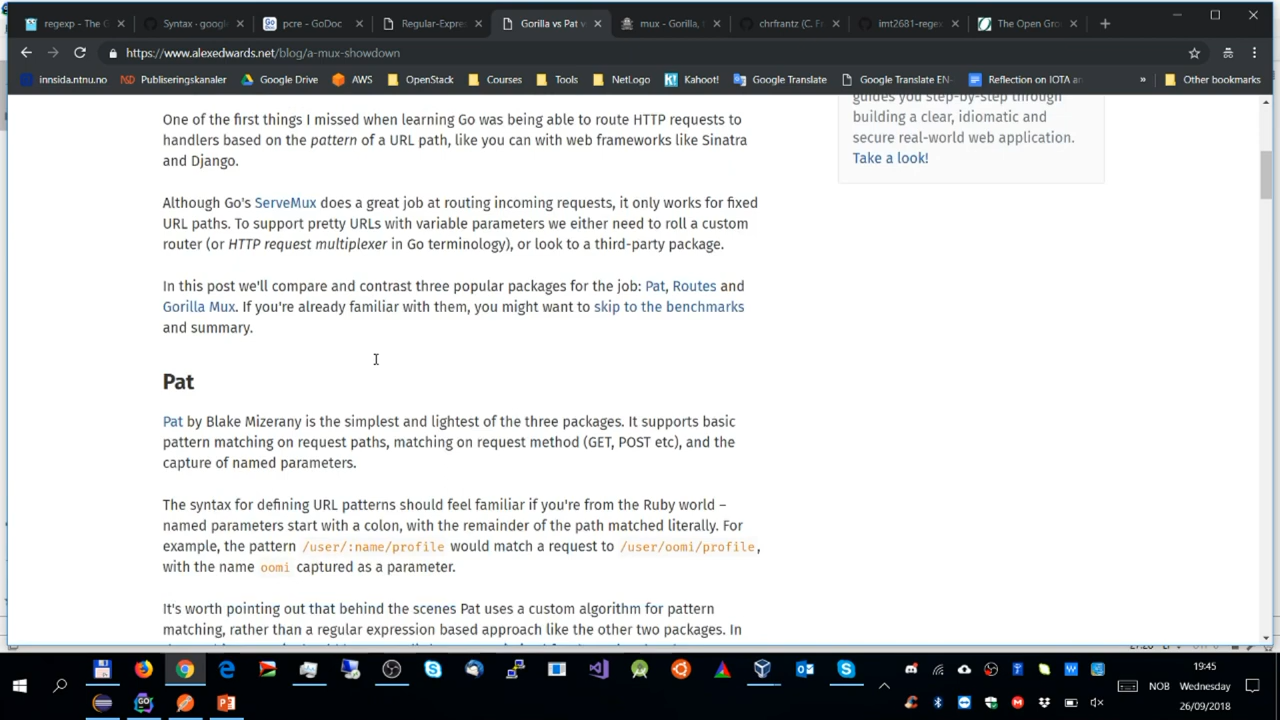 regexp - The G
Syntax · google
pcre - GoDoc
Regular-Expres
Gorilla vs Pat v
mux - Gorilla, t
chrfrantz (C. F
imt2681-regex
The Open Gro
https://www.alexedwards.net/blog/a-mux-showdown
innsida.ntnu.no
Publiseringskanaler
Google Drive
AWS
OpenStack
Courses
Tools
NetLogo
Kahoot!
Google Translate
Google Translate EN-
Reflection on IOTA an
»
Other bookmarks
One of the first things I missed when learning Go was being able to route HTTP requests to
handlers based on the pattern of a URL path, like you can with web frameworks like Sinatra
and Django.
Although Go's ServeMux does a great job at routing incoming requests, it only works for fixed
URL paths. To support pretty URLs with variable parameters we either need to roll a custom
router (or HTTP request multiplexer in Go terminology), or look to a third-party package.
In this post we'll compare and contrast three popular packages for the job: Pat, Routes and
Gorilla Mux. If you're already familiar with them, you might want to skip to the benchmarks
and summary.
Pat
Pat by Blake Mizerany is the simplest and lightest of the three packages. It supports basic
pattern matching on request paths, matching on request method (GET, POST etc), and the
capture of named parameters.
The syntax for defining URL patterns should feel familiar if you're from the Ruby world –
named parameters start with a colon, with the remainder of the path matched literally. For
example, the pattern /user/:name/profile would match a request to /user/oomi/profile,
with the name oomi captured as a parameter.
It's worth pointing out that behind the scenes Pat uses a custom algorithm for pattern
matching, rather than a regular expression based approach like the other two packages. In
guides you step-by-step through
building a clear, idiomatic and
secure real-world web application.
Take a look!
NOB
19:45
Wednesday
26/09/2018